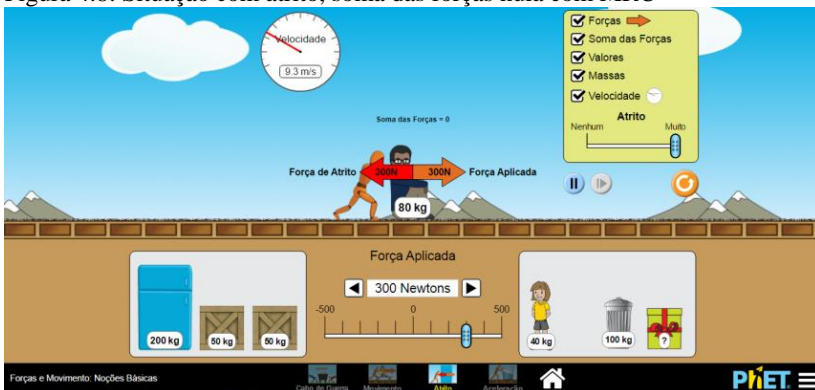 Velocidade
9.3 m/s
Forças
Soma das Forças
Valores
Massas
Velocidade
Atrito
Nenhum Muito
Soma das Forças = 0
Força de Atrito 300N 300N Força Aplicada
80 kg
Força Aplicada
300 Newtons
-500 0 500
200 kg 50 kg 50 kg
40 kg 100 kg ?
Forças e Movimento: Noções Básicas
Cabo de Guerra Movimento Atrito Aceleração
PhET